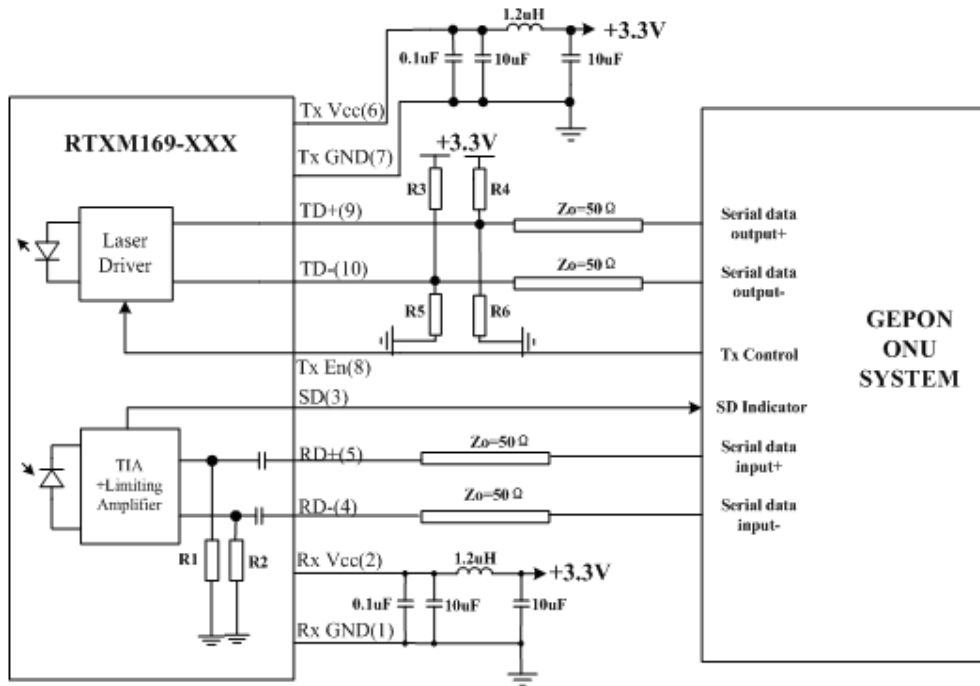 1.2uH
+3.3V
0.1uF
10uF
10uF
Tx Vcc(6)
RTXM169-XXX
Tx GND(7)
+3.3V
R3
R4
TD+(9)
Zo=50Ω
Serial data
output+
Laser
Driver
TD-(10)
Zo=50Ω
Serial data
output-
R5
R6
GEPON
ONU
SYSTEM
Tx En(8)
Tx Control
SD(3)
SD Indicator
TIA
+Limiting
Amplifier
RD+(5)
Zo=50Ω
Serial data
input+
RD-(4)
Zo=50Ω
Serial data
input-
R1
R2
Rx Vcc(2)
1.2uH
+3.3V
0.1uF
10uF
10uF
Rx GND(1)